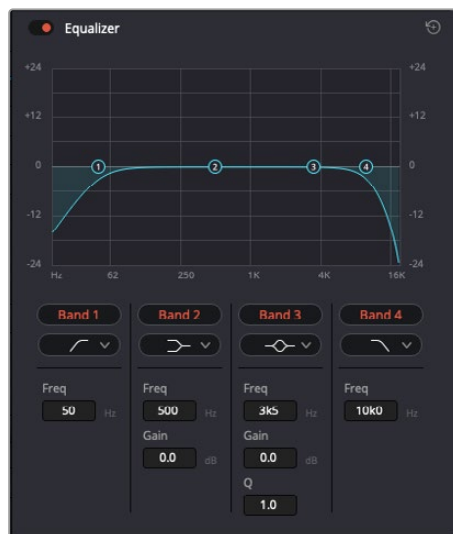 Equalizer
+24 +24
+12 +12
0 0
1 2 3 4
-12 -12
-24 -24
Hz 62 250 1K 4K 16K
Band 1 Band 2 Band 3 Band 4
Freq Freq Freq Freq
50 Hz 500 Hz 3k5 Hz 10k0 Hz
Gain Gain
0.0 dB 0.0 dB
Q
1.0